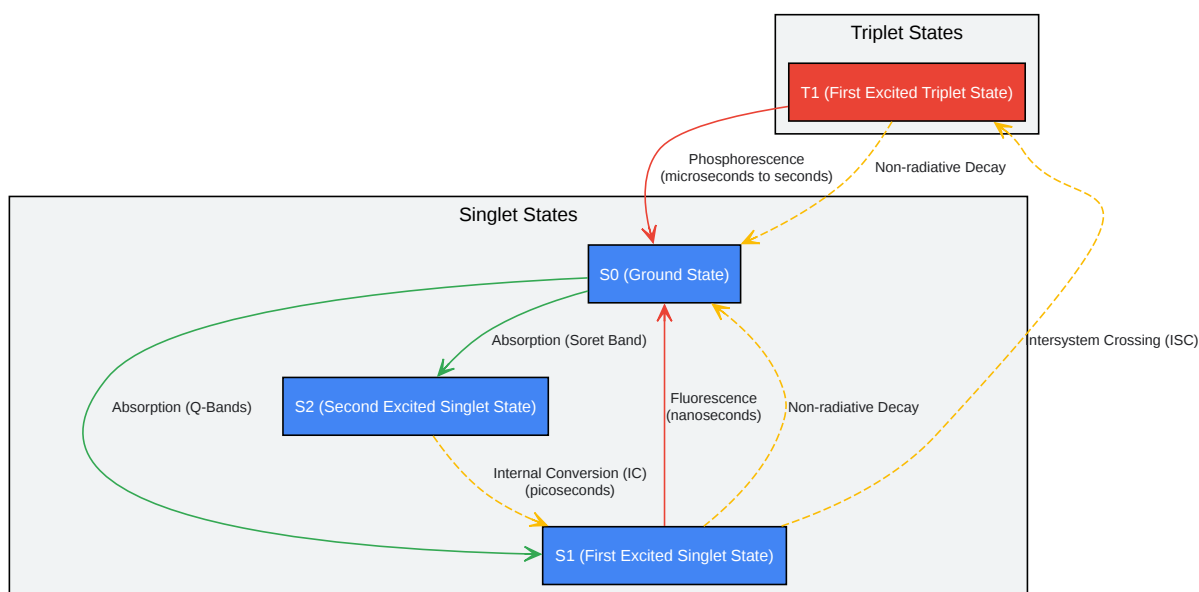 Triplet States
T1 (First Excited Triplet State)
Phosphorescence
(microseconds to seconds)
Non-radiative Decay
Singlet States
S0 (Ground State)
Absorption (Soret Band)
Intersystem Crossing (ISC)
Absorption (Q-Bands)
S2 (Second Excited Singlet State)
Fluorescence
(nanoseconds)
Non-radiative Decay
Internal Conversion (IC)
(picoseconds)
S1 (First Excited Singlet State)